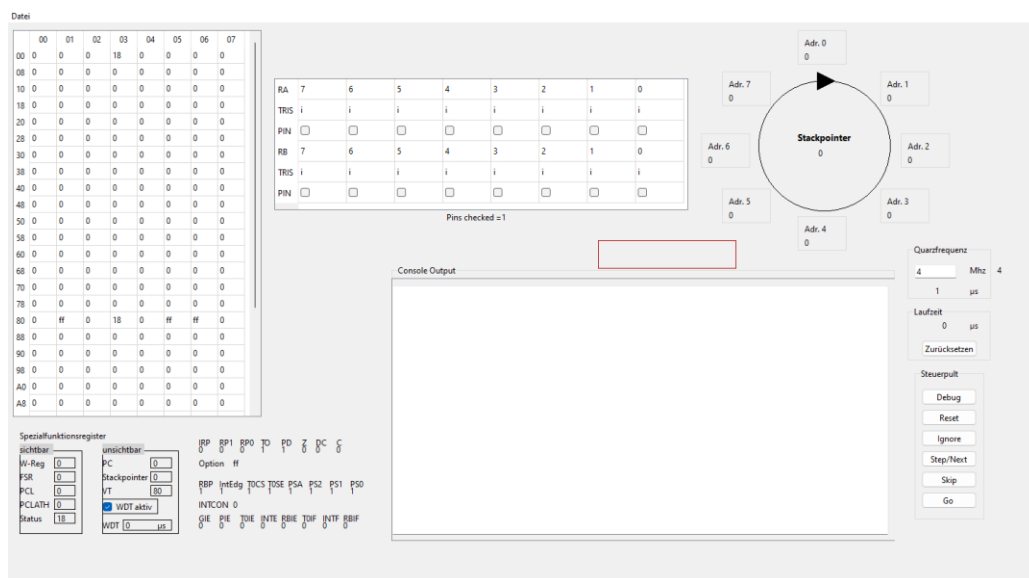 Datei
00 01 02 03 04 05 06 07
00 0 0 0 18 0 0 0 0
08 0 0 0 0 0 0 0 0
10 0 0 0 0 0 0 0 0
18 0 0 0 0 0 0 0 0
20 0 0 0 0 0 0 0 0
28 0 0 0 0 0 0 0 0
30 0 0 0 0 0 0 0 0
38 0 0 0 0 0 0 0 0
40 0 0 0 0 0 0 0 0
48 0 0 0 0 0 0 0 0
50 0 0 0 0 0 0 0 0
58 0 0 0 0 0 0 0 0
60 0 0 0 0 0 0 0 0
68 0 0 0 0 0 0 0 0
70 0 0 0 0 0 0 0 0
78 0 0 0 0 0 0 0 0
80 0 ff 0 18 0 ff ff 0
88 0 0 0 0 0 0 0 0
90 0 0 0 0 0 0 0 0
98 0 0 0 0 0 0 0 0
A0 0 0 0 0 0 0 0 0
A8 0 0 0 0 0 0 0 0
RA 7 6 5 4 3 2 1 0
TRIS i i i i i i i i
PIN
RB 7 6 5 4 3 2 1 0
TRIS i i i i i i i i
PIN
Pins checked =1
Adr. 0
0
Adr. 7
0
Adr. 1
0
Stackpointer
0
Adr. 6
0
Adr. 2
0
Adr. 5
0
Adr. 3
0
Adr. 4
0
Console Output
Quarzfrequenz
4 Mhz 4
1 µs
Laufzeit
0 µs
Zurücksetzen
Steuerpult
Debug
Reset
Ignore
Step/Next
Skip
Go
Spezialfunktionsregister
sichtbar
W-Reg 0
FSR 0
PCL 0
PCLATH 0
Status 18
unsichtbar
PC 0
Stackpointer 0
VT 80
WDT aktiv
WDT 0 µs
IRP RP1 RP0 TO PD Z DC C
0 0 0 1 1 0 0 0
Option ff
RBP IntEdg T0CS T0SE PSA PS2 PS1 PS0
1 1 1 1 1 1 1 1
INTCON 0
GIE PIE T0IE INTE RBIE T0IF INTF RBIF
0 0 0 0 0 0 0 0